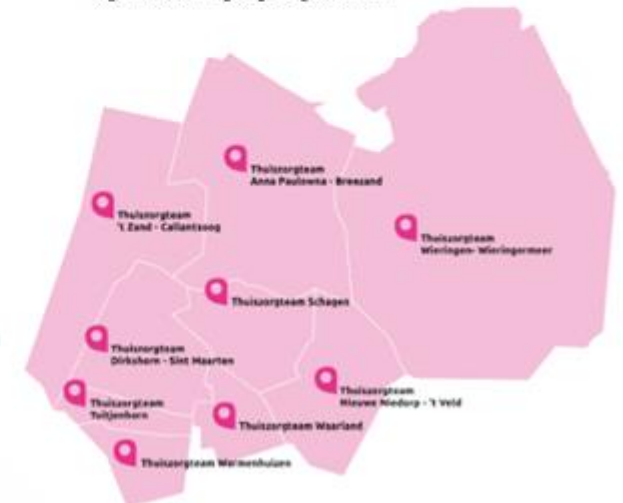 Thuiszorgteam
Anna Paulowna - Breezand
Thuiszorgteam
't Zand - Callantsoog
Thuiszorgteam
Wieringen- Wieringermeer
Thuiszorgteam Schagen
Thuiszorgteam
Dirkshorn - Sint Maarten
Thuiszorgteam
Nieuwe Niedorp - 't Veld
Thuiszorgteam
Tuitjenhorn
Thuiszorgteam Waarland
Thuiszorgteam Warmenhuizen